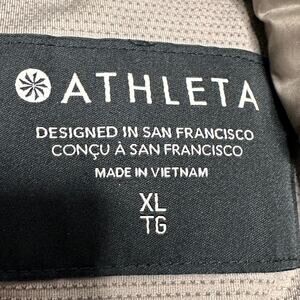 ATHLETA
DESIGNED IN SAN FRANCISCO
CONÇU À SAN FRANCISCO
MADE IN VIETNAM
XL
TG